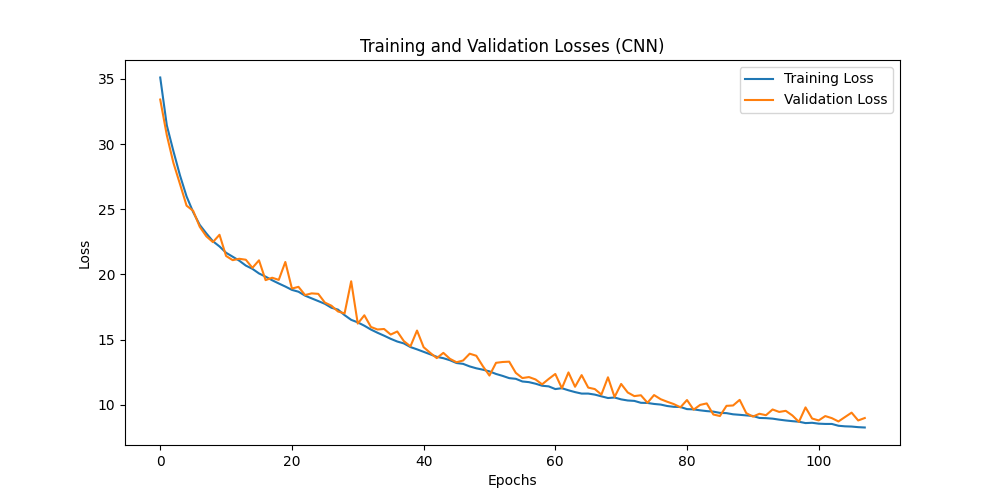 Training and Validation Losses (CNN)
Training Loss
Validation Loss
Loss
35
30
25
20
15
10
0 20 40 60 80 100
Epochs